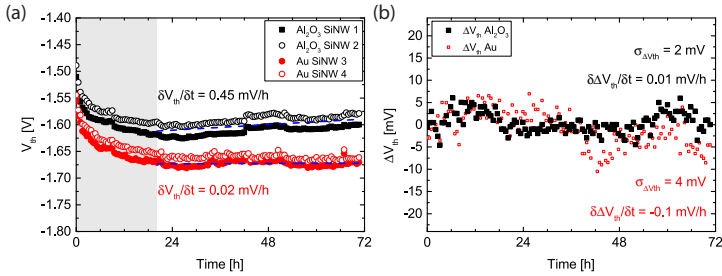 (a)
-1.40
-1.45
-1.50
-1.55
-1.60
-1.65
-1.70
-1.75
-1.80
V_th [V]
Al₂O₃ SiNW 1
Al₂O₃ SiNW 2
Au SiNW 3
Au SiNW 4
δV_th/δt = 0.45 mV/h
δV_th/δt = 0.02 mV/h
0 24 48 72
Time [h]
(b)
20
15
10
5
0
-5
-10
-15
-20
ΔV_th [mV]
ΔV_th Al₂O₃
ΔV_th Au
σ_ΔVth = 2 mV
δΔV_th/δt = 0.01 mV/h
σ_ΔVth = 4 mV
δΔV_th/δt = -0.1 mV/h
0 12 24 36 48 60 72
Time [h]